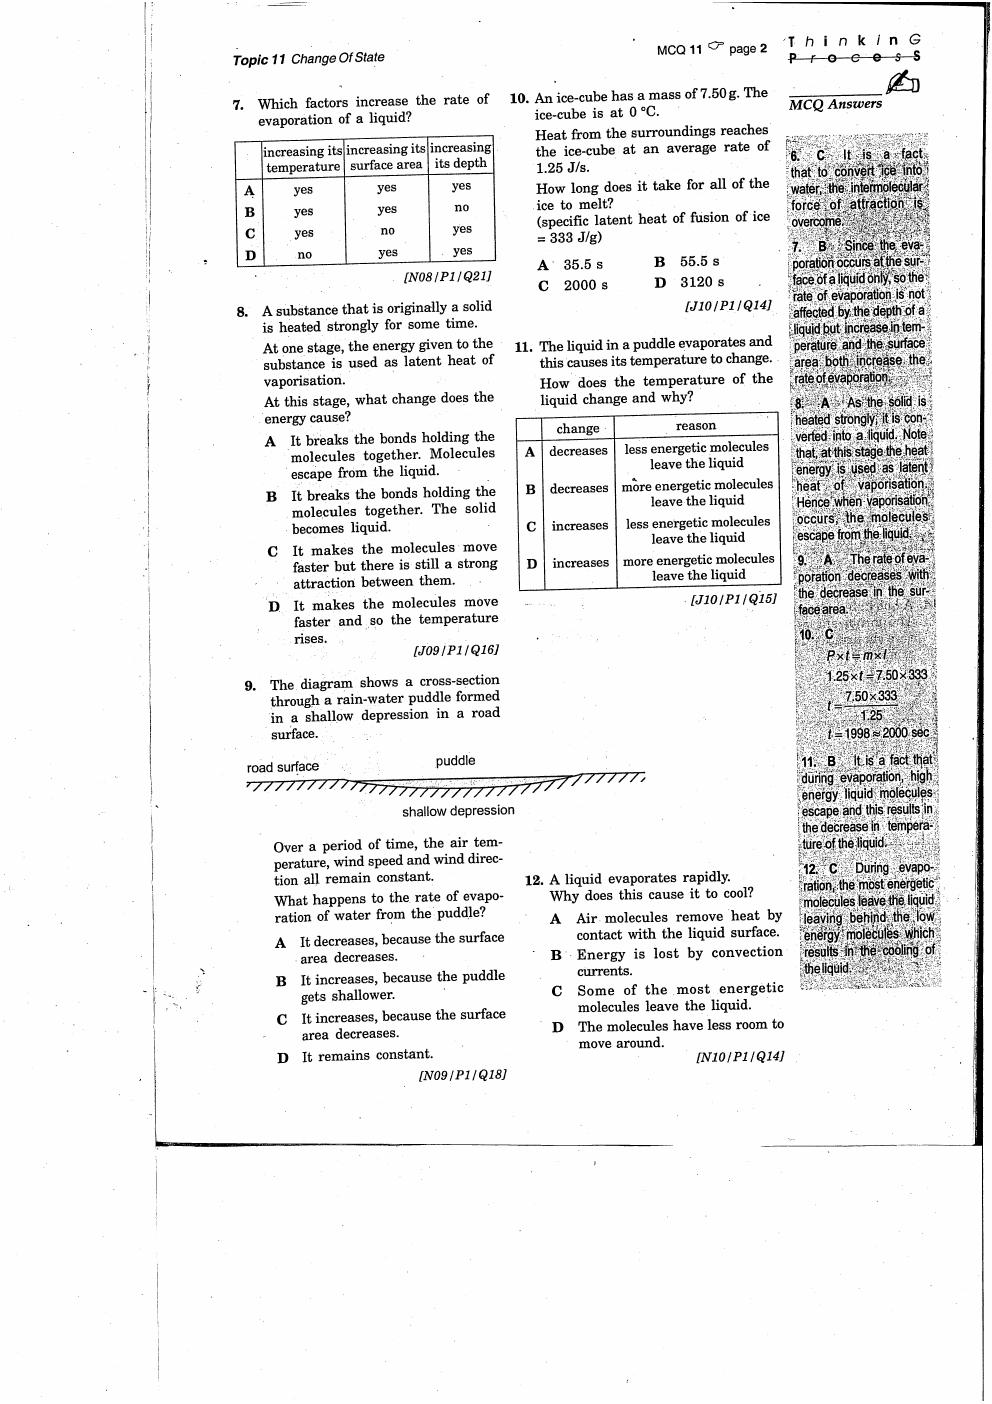 Topic 11 Change Of State
MCQ 11 ☞ page 2
ThinkinG
ProcesS
MCQ Answers
7. Which factors increase the rate of
evaporation of a liquid?
increasing its temperature | increasing its surface area | increasing its depth
A yes yes yes
B yes yes no
C yes no yes
D no yes yes
[N08/P1/Q21]
8. A substance that is originally a solid
is heated strongly for some time.
At one stage, the energy given to the
substance is used as latent heat of
vaporisation.
At this stage, what change does the
energy cause?
A It breaks the bonds holding the
molecules together. Molecules
escape from the liquid.
B It breaks the bonds holding the
molecules together. The solid
becomes liquid.
C It makes the molecules move
faster but there is still a strong
attraction between them.
D It makes the molecules move
faster and so the temperature
rises.
[J09/P1/Q16]
9. The diagram shows a cross-section
through a rain-water puddle formed
in a shallow depression in a road
surface.
road surface
puddle
shallow depression
Over a period of time, the air tem-
perature, wind speed and wind direc-
tion all remain constant.
What happens to the rate of evapo-
ration of water from the puddle?
A It decreases, because the surface
area decreases.
B It increases, because the puddle
gets shallower.
C It increases, because the surface
area decreases.
D It remains constant.
[N09/P1/Q18]
10. An ice-cube has a mass of 7.50 g. The
ice-cube is at 0 °C.
Heat from the surroundings reaches
the ice-cube at an average rate of
1.25 J/s.
How long does it take for all of the
ice to melt?
(specific latent heat of fusion of ice
= 333 J/g)
A 35.5 s B 55.5 s
C 2000 s D 3120 s
[J10/P1/Q14]
11. The liquid in a puddle evaporates and
this causes its temperature to change.
How does the temperature of the
liquid change and why?
change reason
A decreases less energetic molecules
leave the liquid
B decreases more energetic molecules
leave the liquid
C increases less energetic molecules
leave the liquid
D increases more energetic molecules
leave the liquid
[J10/P1/Q15]
12. A liquid evaporates rapidly.
Why does this cause it to cool?
A Air molecules remove heat by
contact with the liquid surface.
B Energy is lost by convection
currents.
C Some of the most energetic
molecules leave the liquid.
D The molecules have less room to
move around.
[N10/P1/Q14]
6. C It is a fact
that to convert ice into
water, the intermolecular
force of attraction is
overcome.
7. B Since the eva-
poration occurs at the sur-
face of a liquid only, so the
rate of evaporation is not
affected by the depth of a
liquid but increase in tem-
perature and the surface
area both increase the
rate of evaporation.
8. A As the solid is
heated strongly, it is con-
verted into a liquid. Note
that, at this stage the heat
energy is used as latent
heat of vaporisation.
Hence when vaporisation
occurs, the molecules
escape from the liquid.
9. A The rate of eva-
poration decreases with
the decrease in the sur-
face area.
10. C
P×t = m×l
1.25×t = 7.50×333
t = 7.50×333
1.25
t = 1998 ≈ 2000 sec
11. B It is a fact that
during evaporation, high
energy liquid molecules
escape and this results in
the decrease in tempera-
ture of the liquid.
12. C During evapo-
ration, the most energetic
molecules leave the liquid
leaving behind the low
energy molecules which
results in the cooling of
the liquid.